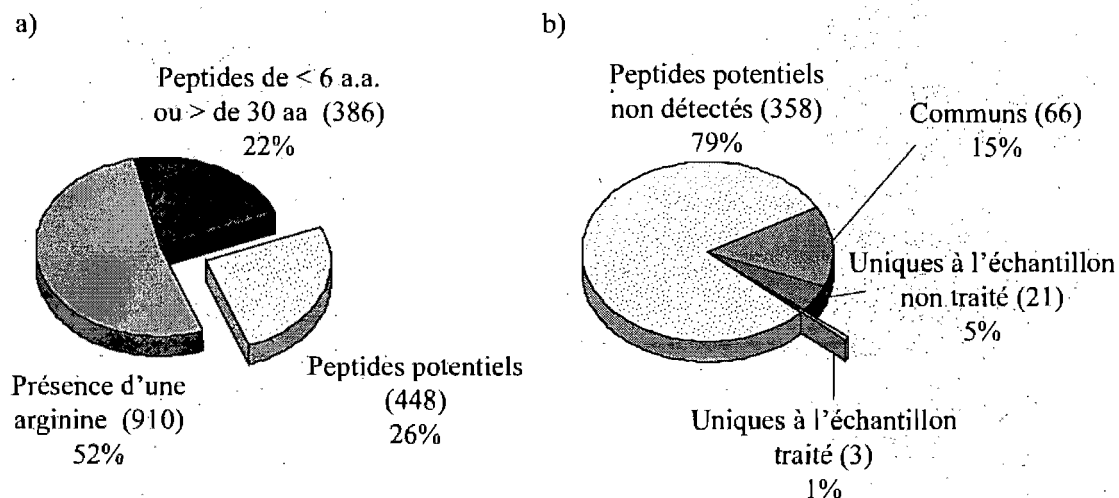 a)
Peptides de < 6 a.a.
ou > de 30 aa (386)
22%
Présence d'une
arginine (910)
52%
Peptides potentiels
(448)
26%
b)
Peptides potentiels
non détectés (358)
79%
Communs (66)
15%
Uniques à l'échantillon
non traité (21)
5%
Uniques à l'échantillon
traité (3)
1%